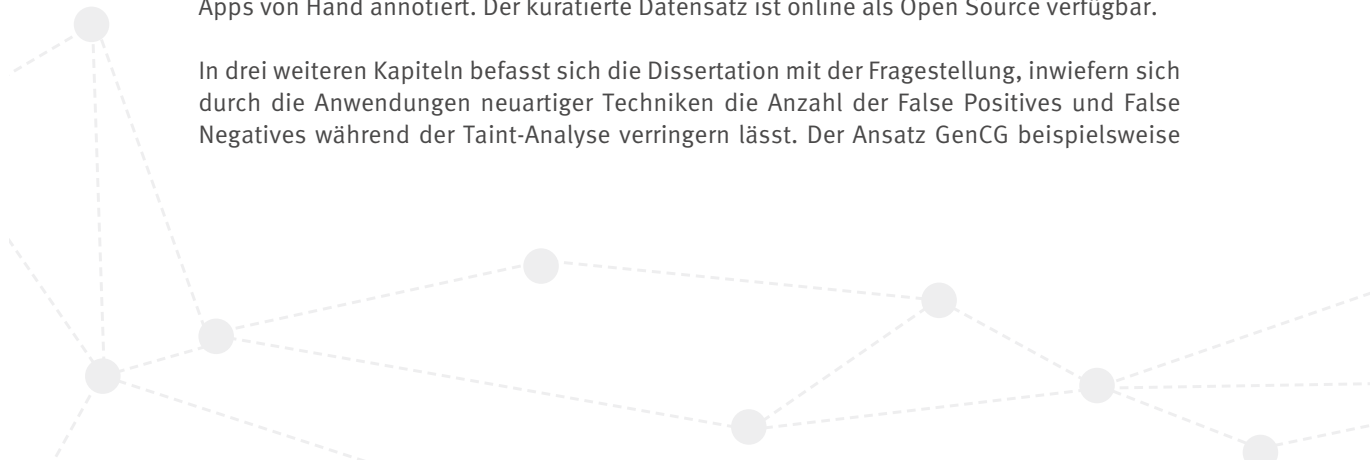 Apps von Hand annotiert. Der kuratierte Datensatz ist online als Open Source verfügbar.
In drei weiteren Kapiteln befasst sich die Dissertation mit der Fragestellung, inwiefern sich
durch die Anwendungen neuartiger Techniken die Anzahl der False Positives und False
Negatives während der Taint-Analyse verringern lässt. Der Ansatz GenCG beispielsweise